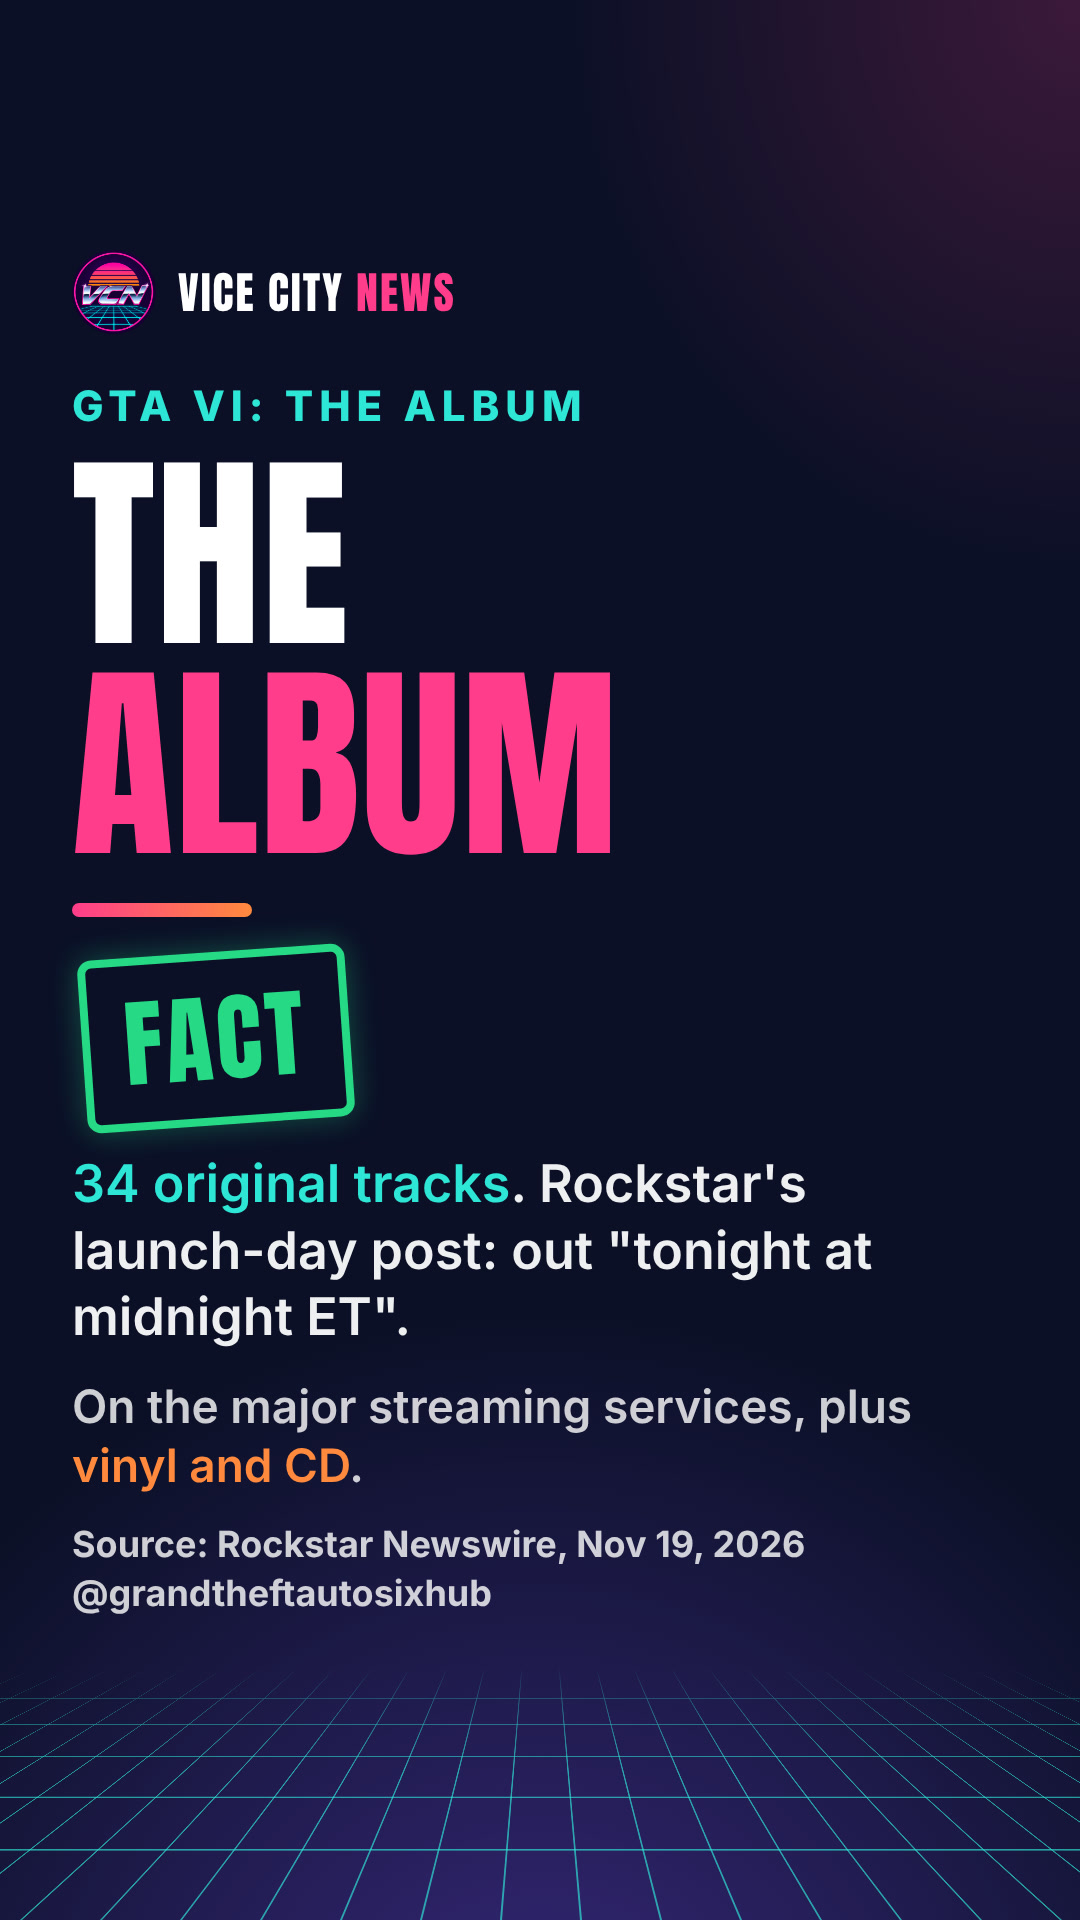 VCN
VICE CITY NEWS
GTA VI: THE ALBUM
THE
ALBUM
FACT
34 original tracks. Rockstar's
launch-day post: out "tonight at
midnight ET".
On the major streaming services, plus
vinyl and CD.
Source: Rockstar Newswire, Nov 19, 2026
@grandtheftautosixhub